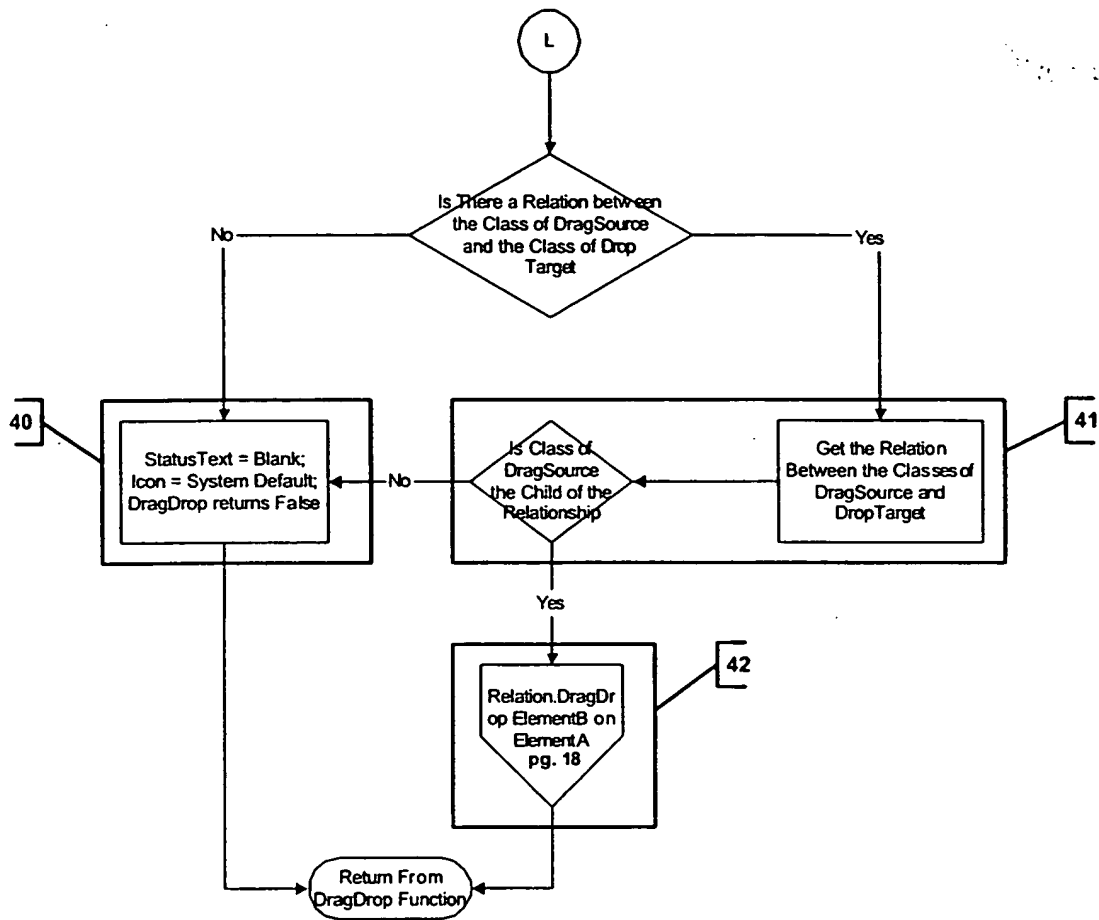 L
Is There a Relation between
the Class of DragSource
and the Class of Drop
Target
No
Yes
40
StatusText = Blank;
Icon = System Default;
DragDrop returns False
No
Is Class of
DragSource
the Child of the
Relationship
Get the Relation
Between the Classes of
DragSource and
DropTarget
41
Yes
Relation.DragDr
op ElementB on
ElementA
pg. 18
42
Return From
DragDrop Function